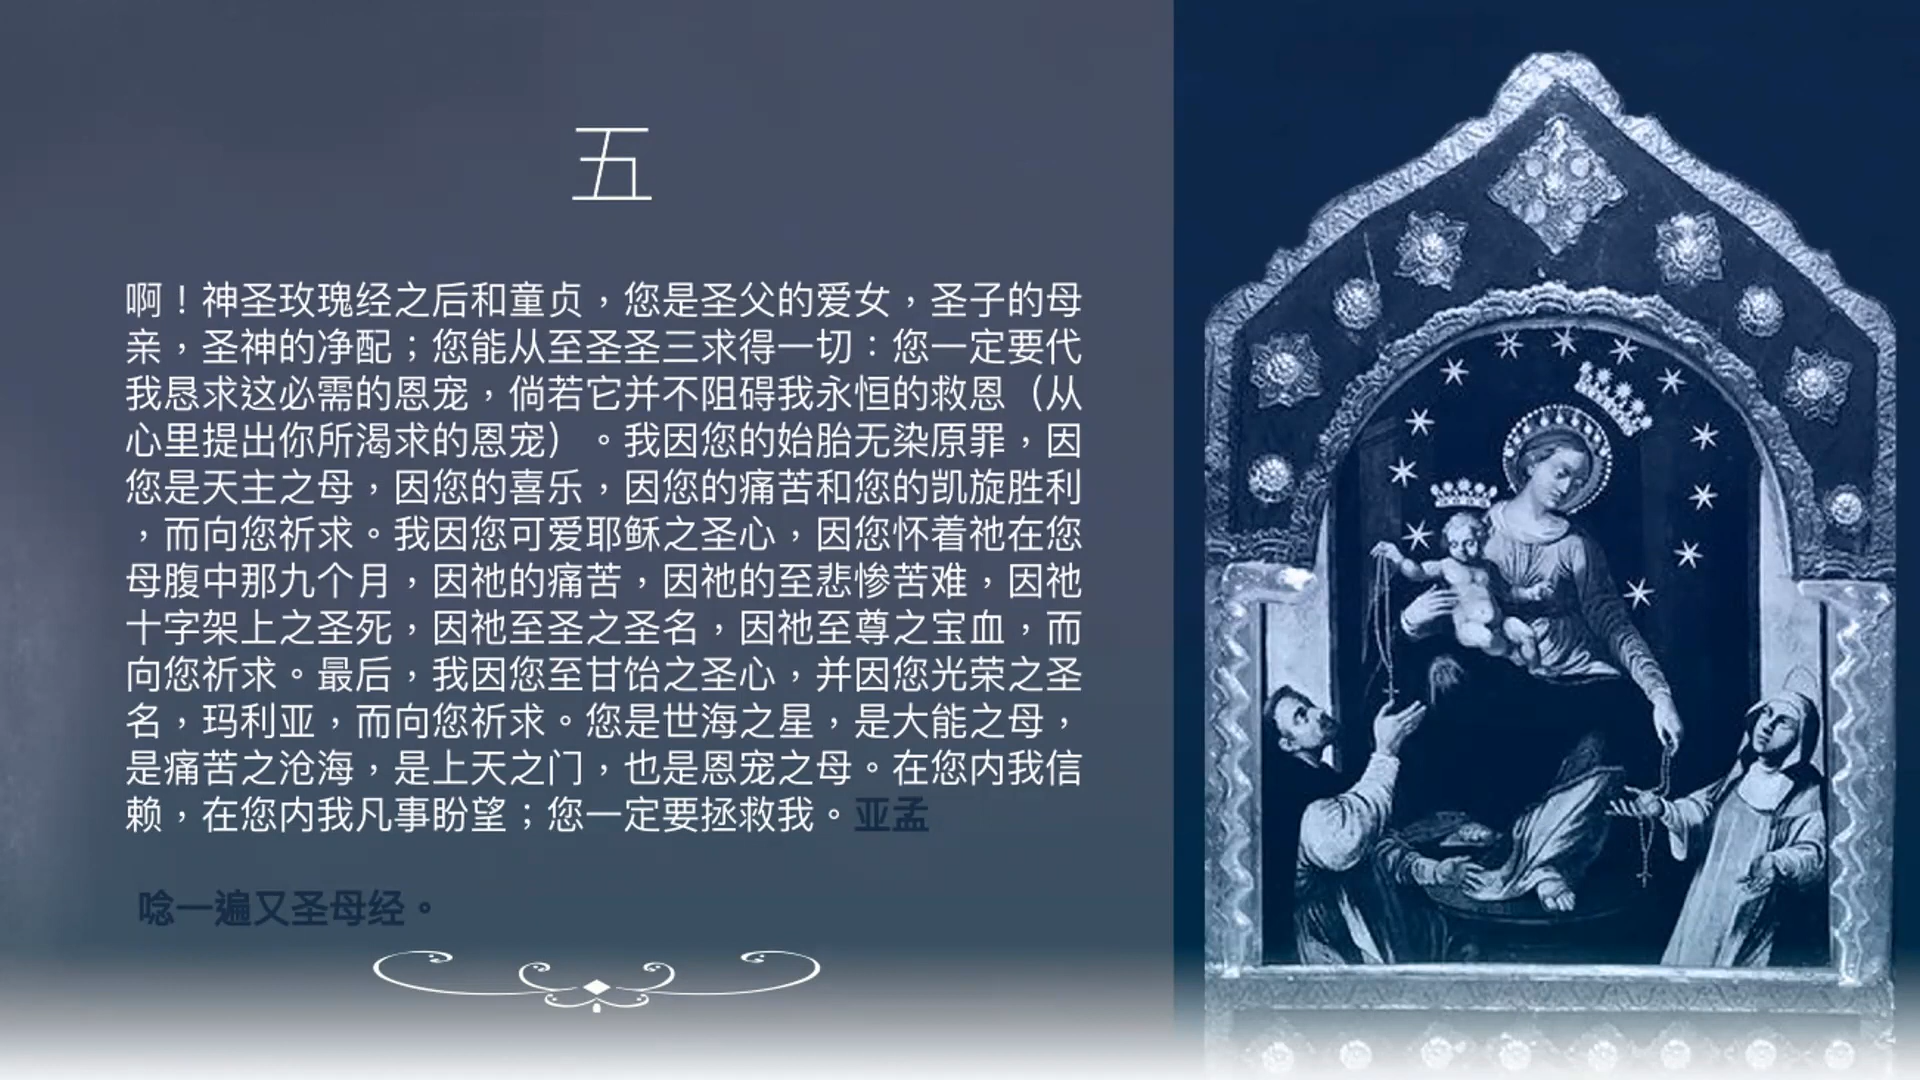 五
啊！神圣玫瑰经之后和童贞，您是圣父的爱女，圣子的母
亲，圣神的净配；您能从至圣圣三求得一切：您一定要代
我恳求这必需的恩宠，倘若它并不阻碍我永恒的救恩（从
心里提出你所渴求的恩宠）。我因您的始胎无染原罪，因
您是天主之母，因您的喜乐，因您的痛苦和您的凯旋胜利
，而向您祈求。我因您可爱耶稣之圣心，因您怀着祂在您
母腹中那九个月，因祂的痛苦，因祂的至悲惨苦难，因祂
十字架上之圣死，因祂至圣之圣名，因祂至尊之宝血，而
向您祈求。最后，我因您至甘饴之圣心，并因您光荣之圣
名，玛利亚，而向您祈求。您是世海之星，是大能之母，
是痛苦之沧海，是上天之门，也是恩宠之母。在您内我信
赖，在您内我凡事盼望；您一定要拯救我。亚孟
唸一遍又圣母经。